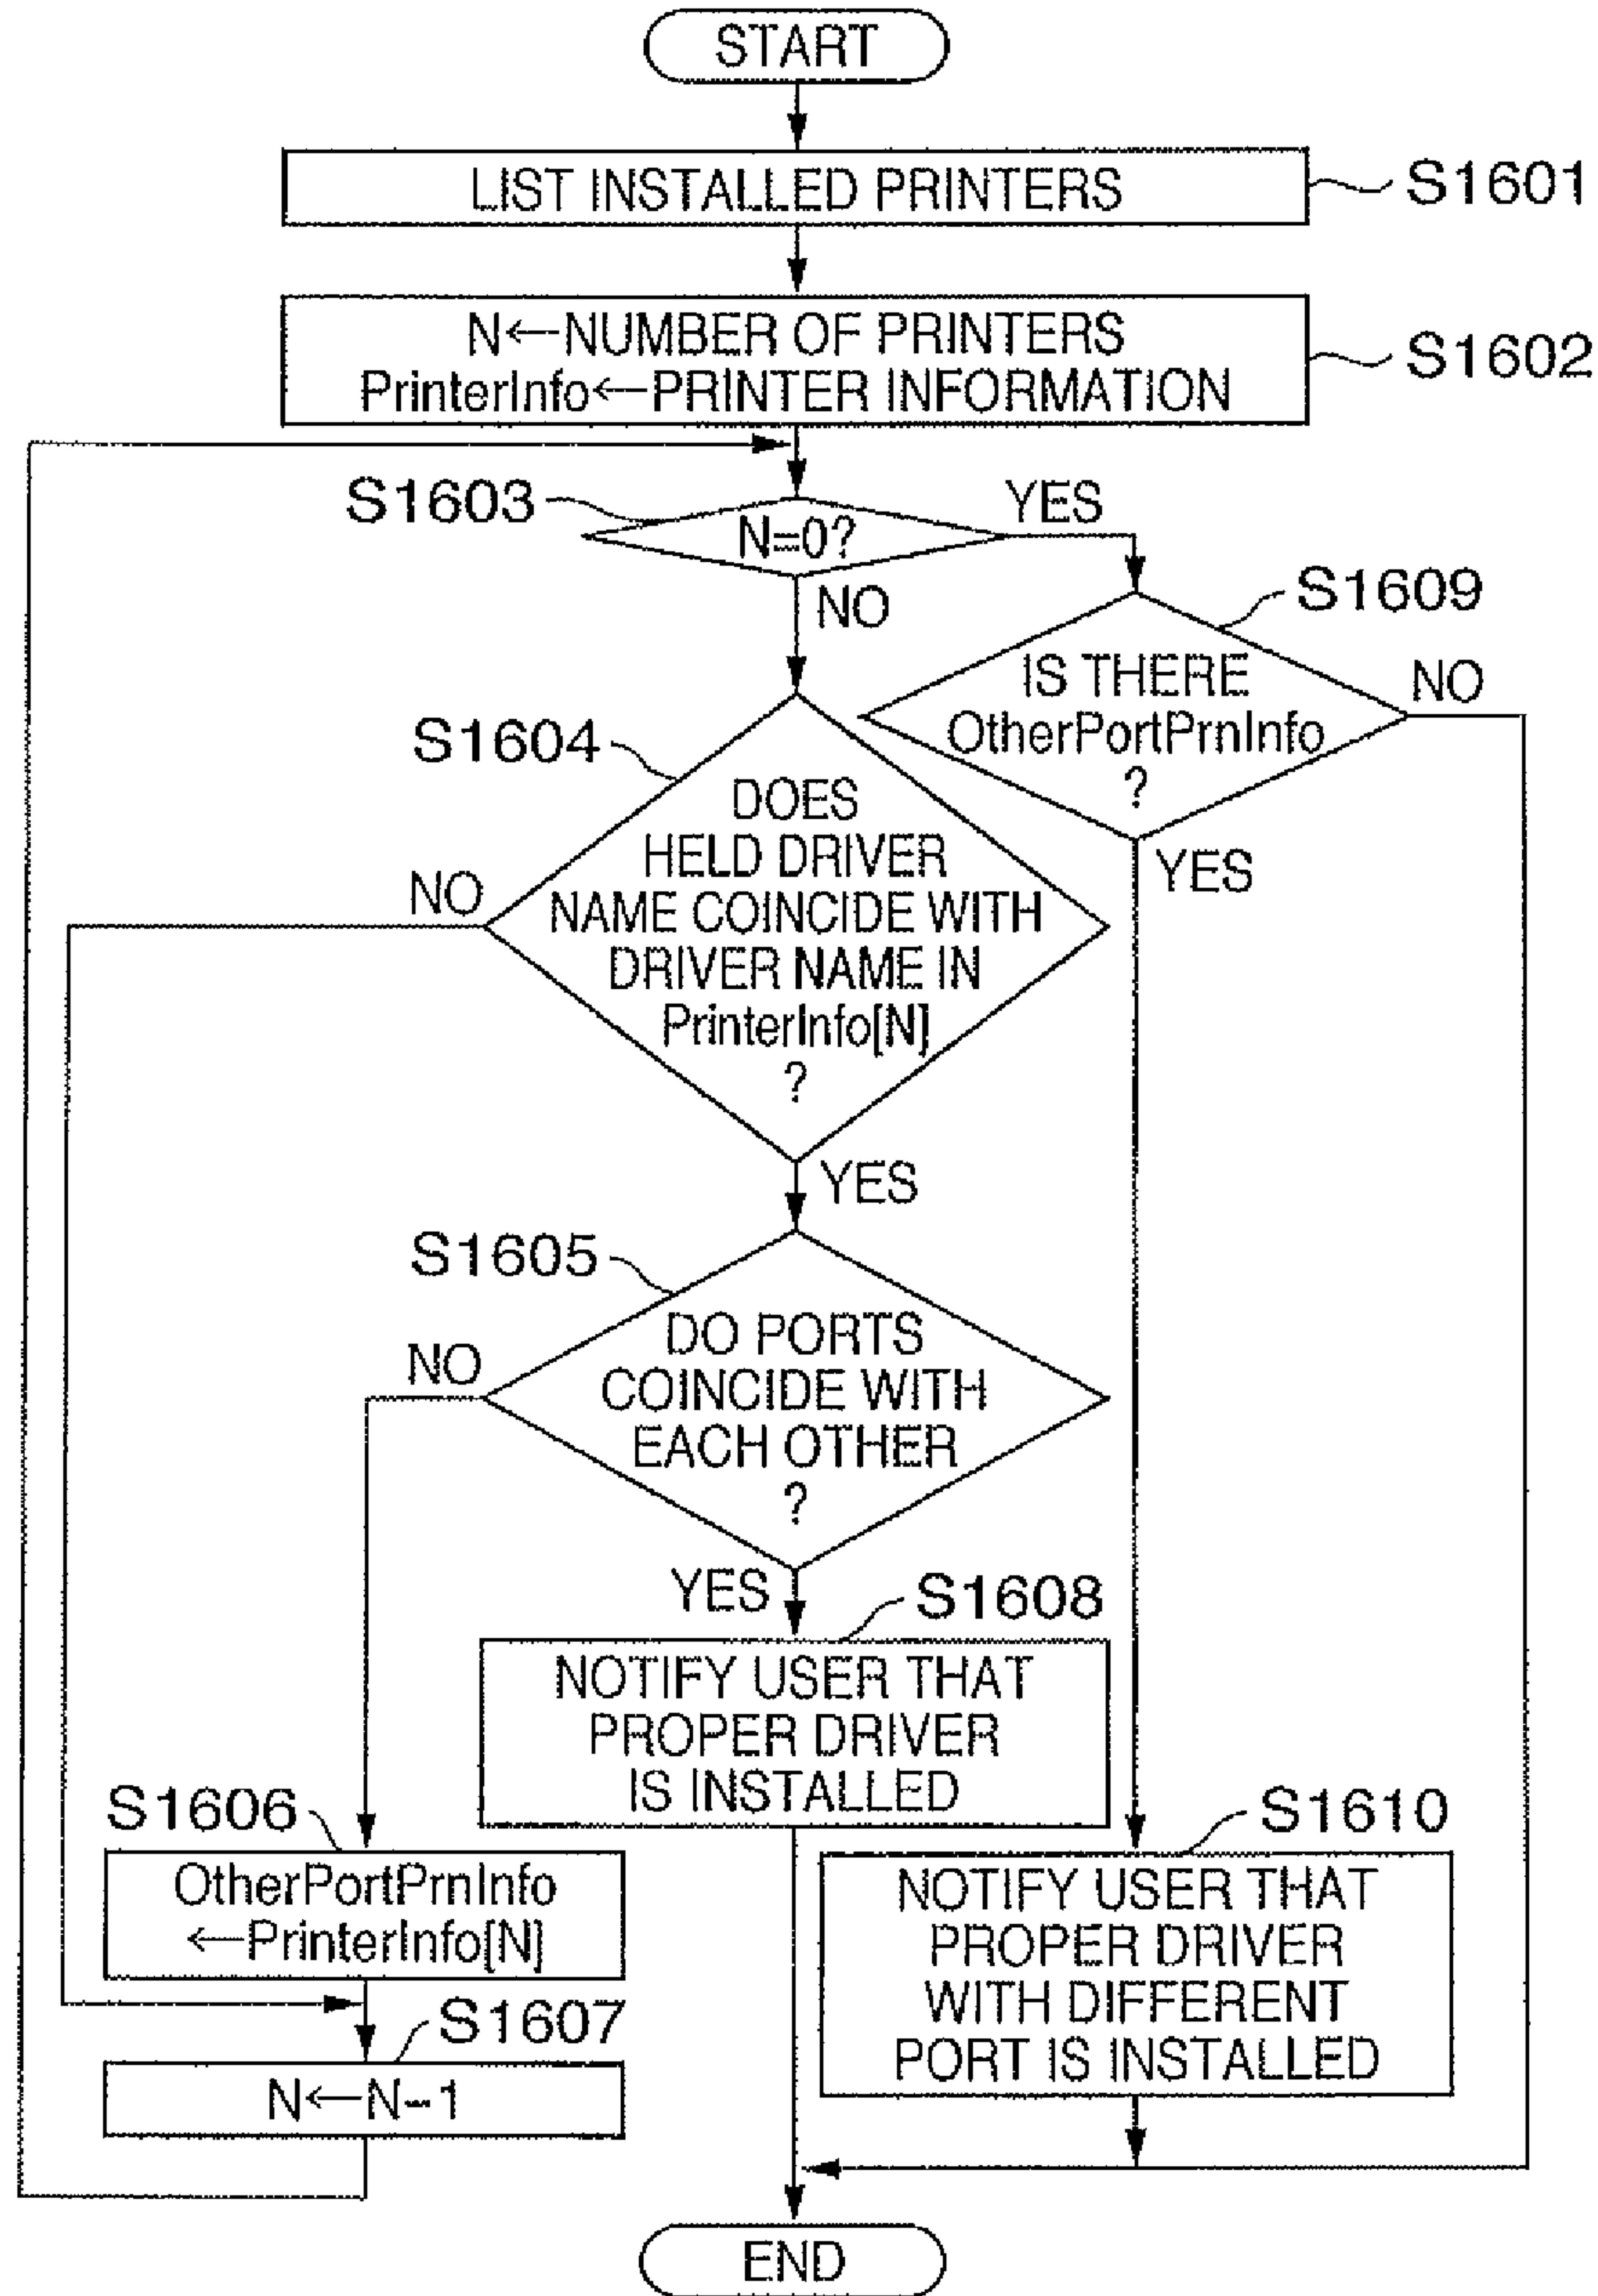 START
LIST INSTALLED PRINTERS
S1601
N←NUMBER OF PRINTERS
PrinterInfo←PRINTER INFORMATION
S1602
S1603
N=0?
YES
NO
S1609
IS THERE
OtherPortPrnInfo
?
NO
YES
S1604
DOES
HELD DRIVER
NAME COINCIDE WITH
DRIVER NAME IN
PrinterInfo[N]
?
NO
YES
S1605
DO PORTS
COINCIDE WITH
EACH OTHER
?
NO
YES
S1608
NOTIFY USER THAT
PROPER DRIVER
IS INSTALLED
S1606
OtherPortPrnInfo
←PrinterInfo[N]
S1610
NOTIFY USER THAT
PROPER DRIVER
WITH DIFFERENT
PORT IS INSTALLED
S1607
N←N-1
END